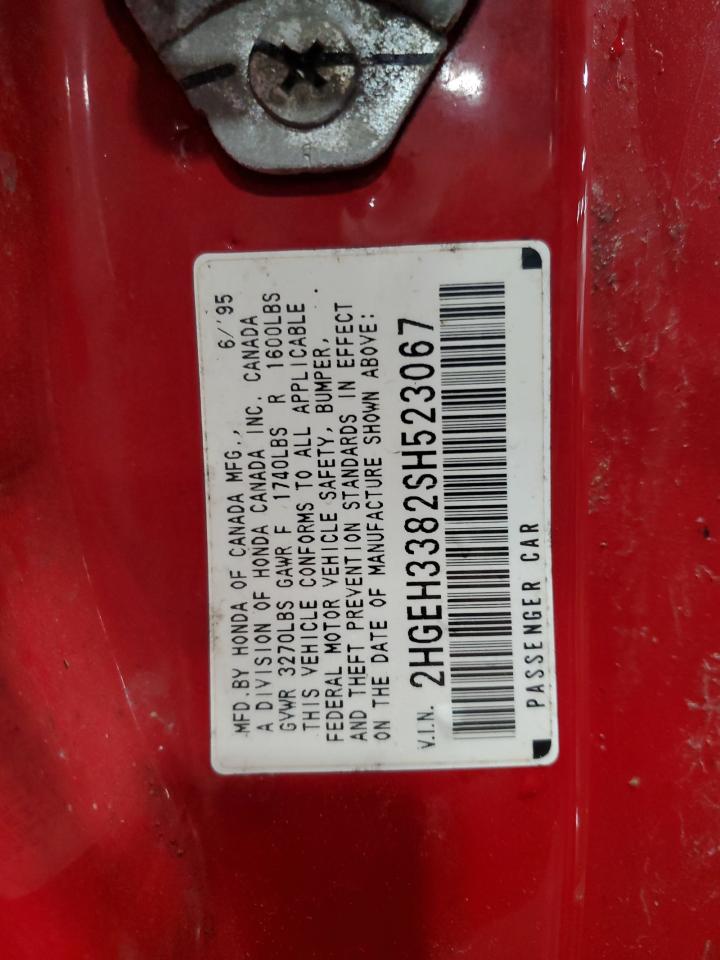 MFD.BY HONDA OF CANADA MFG., 6/'95
A DIVISION OF HONDA CANADA INC. CANADA
GVWR 3270LBS GAWR F 1740LBS R 1600LBS
THIS VEHICLE CONFORMS TO ALL APPLICABLE
FEDERAL MOTOR VEHICLE SAFETY, BUMPER,
AND THEFT PREVENTION STANDARDS IN EFFECT
ON THE DATE OF MANUFACTURE SHOWN ABOVE:
V.I.N. 2HGEH3382SH523067
PASSENGER CAR